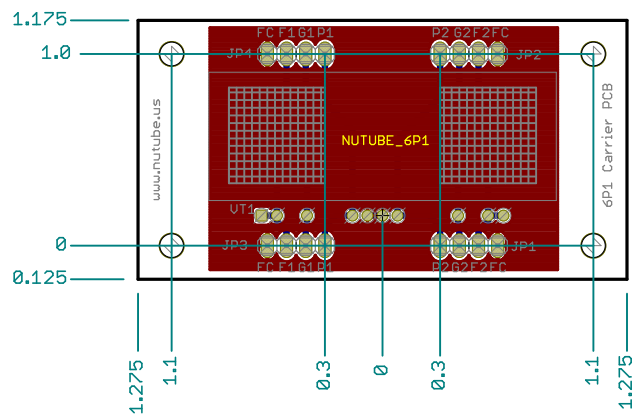 1.175
FC F1 G1 P1 P2 G2 F2 FC
1.0
JP4 JP2
www.nutube.us
NUTUBE_6P1
6P1 Carrier PCB
VT1
0
JP3 JP1
FC F1 G1 P1 P2 G2 F2 FC
0.125
1.275
1.1
0.3
0
0.3
1.1
1.275